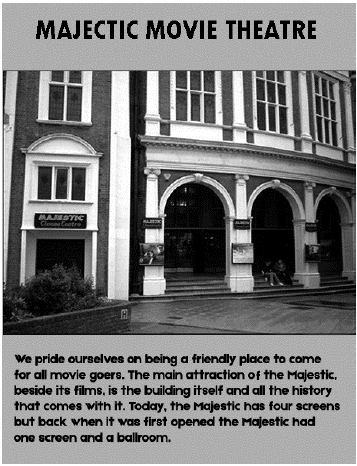 MAJECTIC MOVIE THEATRE
MAJESTIC
Cinema Centre
MAJESTIC
MAJESTIC
We pride ourselves on being a friendly place to come
for all movie goers. The main attraction of the Majestic,
beside its films, is the building itself and all the history
that comes with it. Today, the Majestic has four screens
but back when it was first opened the Majestic had
one screen and a ballroom.